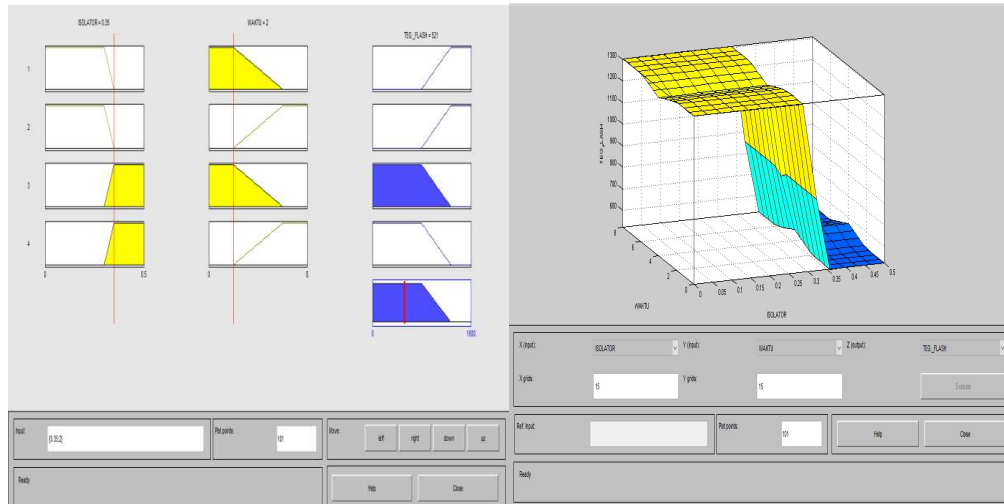 ISOLATOR = 0.35
WAKTU = 2
TEG_FLASH = 521
1
2
3
4
0
0.5
0
8
0
1600
Input:
[0.35;2]
Plot points:
101
Move:
left
right
down
up
Ready
Help
Close
1300
1200
1100
1000
900
800
700
600
TEG_FLASH
8
6
4
2
0
WAKTU
0
0.05
0.1
0.15
0.2
0.25
0.3
0.35
0.4
0.45
0.5
ISOLATOR
X (input):
ISOLATOR
Y (input):
WAKTU
Z (output):
TEG_FLASH
X grids:
15
Y grids:
15
Evaluate
Ref. Input:
Plot points:
101
Help
Close
Ready